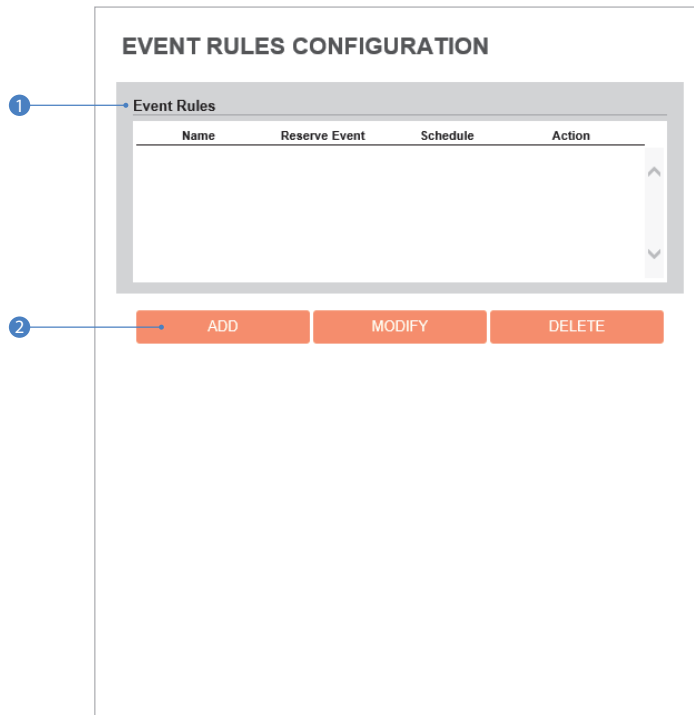 EVENT RULES CONFIGURATION
1
Event Rules
Name Reserve Event Schedule Action
2
ADD MODIFY DELETE